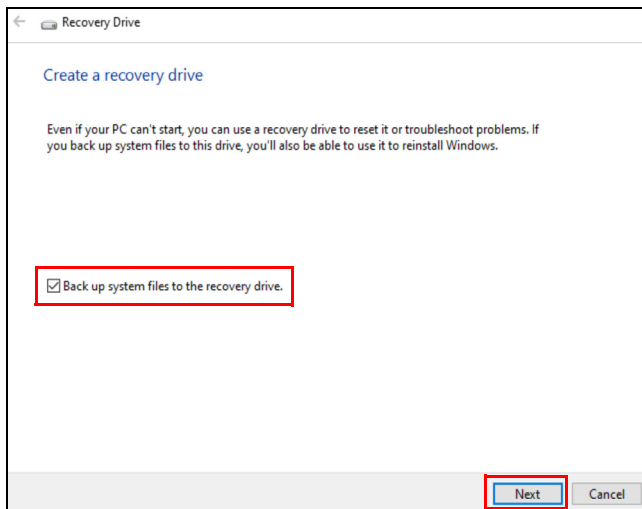 Recovery Drive
Create a recovery drive
Even if your PC can't start, you can use a recovery drive to reset it or troubleshoot problems. If
you back up system files to this drive, you'll also be able to use it to reinstall Windows.
Back up system files to the recovery drive.
Next Cancel